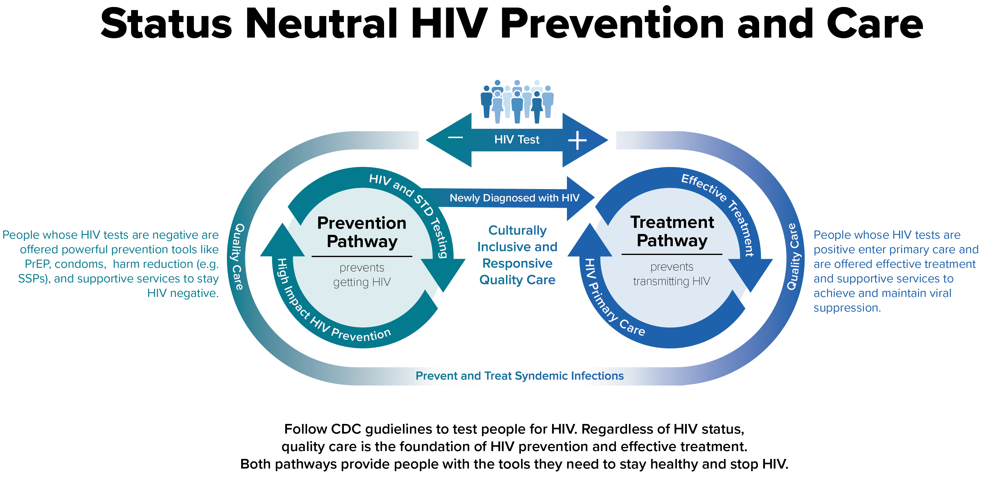 Status Neutral HIV Prevention and Care
— HIV Test +
HIV and STD Testing
Newly Diagnosed with HIV
Effective Treatment
Prevention
Pathway
prevents
getting HIV
High Impact HIV Prevention
Culturally
Inclusive and
Responsive
Quality Care
Treatment
Pathway
prevents
transmitting HIV
HIV Primary Care
Quality Care
Quality Care
People whose HIV tests are negative are
offered powerful prevention tools like
PrEP, condoms,  harm reduction (e.g.
SSPs), and supportive services to stay
HIV negative.
People whose HIV tests are
positive enter primary care and
are offered effective treatment
and supportive services to
achieve and maintain viral
suppression.
Prevent and Treat Syndemic Infections
Follow CDC gudielines to test people for HIV. Regardless of HIV status,
quality care is the foundation of HIV prevention and effective treatment.
Both pathways provide people with the tools they need to stay healthy and stop HIV.